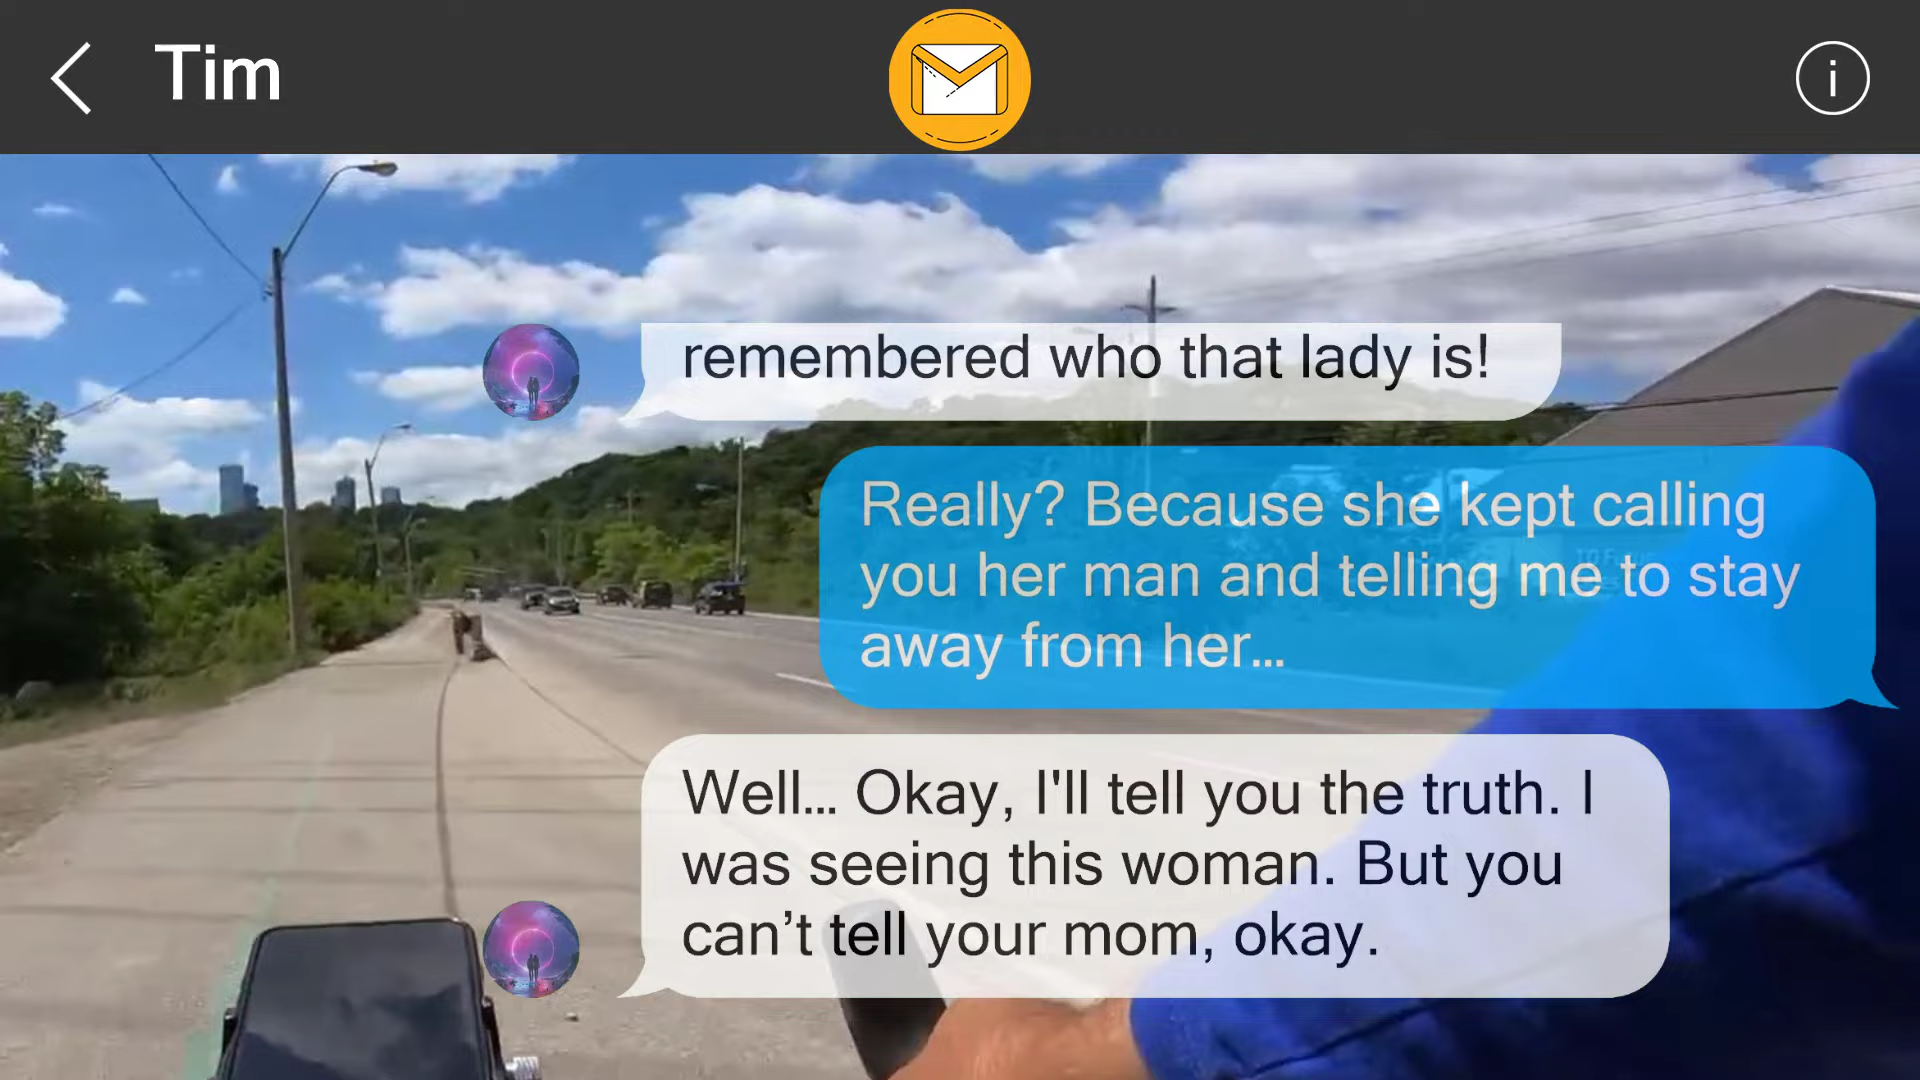 Tim
i
remembered who that lady is!
Really? Because she kept calling
you her man and telling me to stay
away from her...
Well... Okay, I'll tell you the truth. I
was seeing this woman. But you
can’t tell your mom, okay.